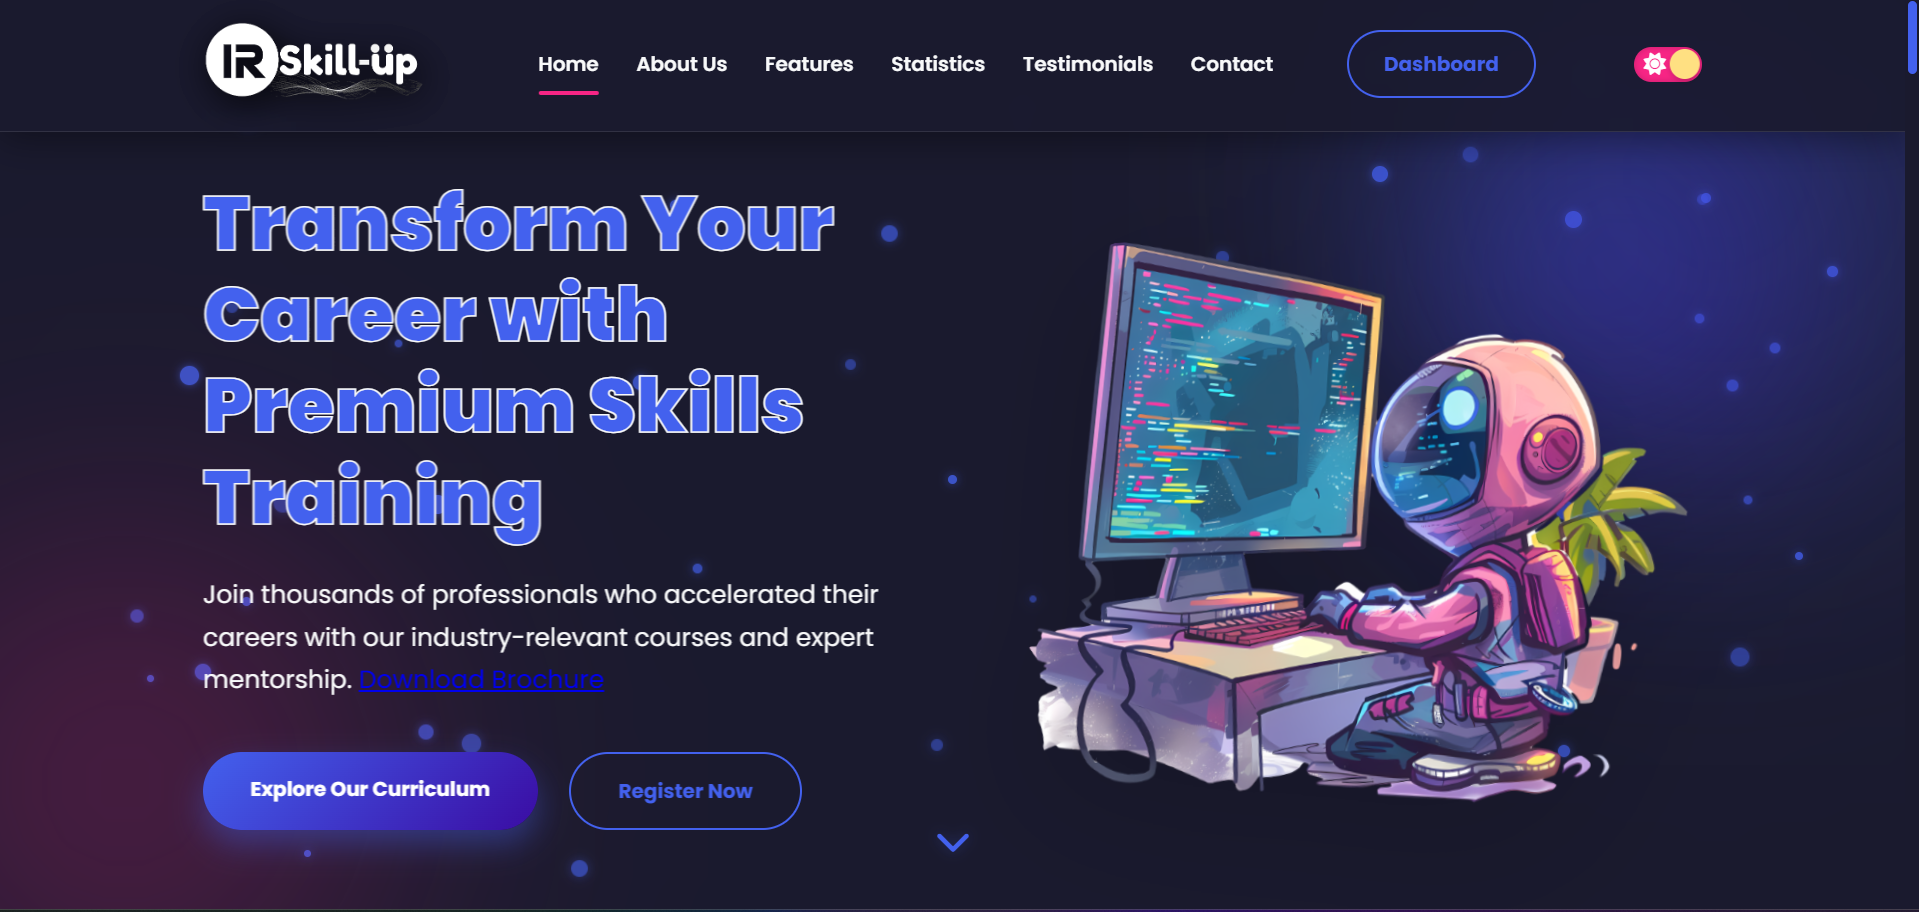 IR Skill-üp
Home About Us Features Statistics Testimonials Contact Dashboard
Transform Your
Career with
Premium Skills
Training
Join thousands of professionals who accelerated their
careers with our industry-relevant courses and expert
mentorship. Download Brochure
Explore Our Curriculum Register Now